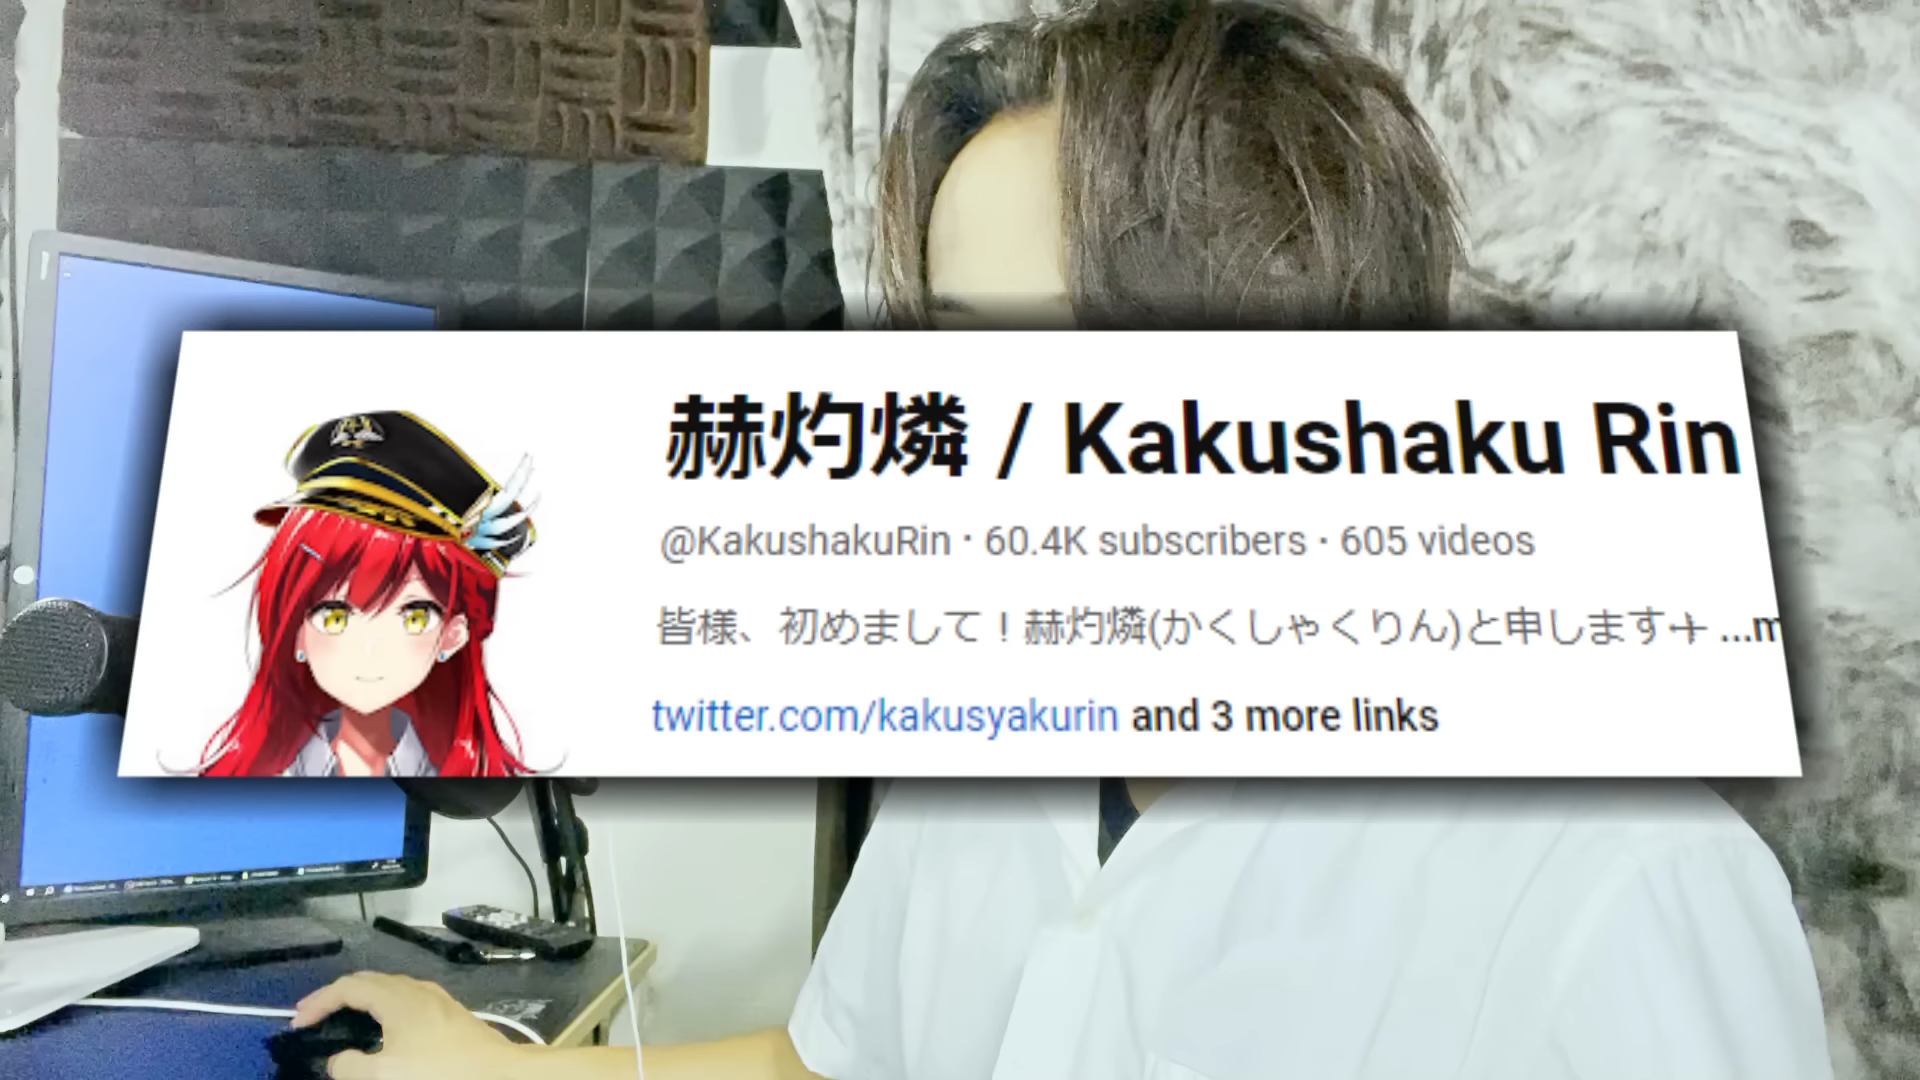 赫灼燐 / Kakushaku Rin
@KakushakuRin · 60.4K subscribers · 605 videos
皆様、初めまして！赫灼燐(かくしゃくりん)と申します✢ ...m
twitter.com/kakusyakurin and 3 more links